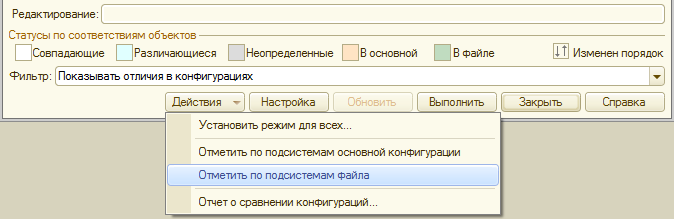 Редактирование:
Статусы по соответствиям объектов
Совпадающие Различающиеся Неопределенные В основной В файле Изменен порядок
Фильтр: Показывать отличия в конфигурациях
Действия Настройка Обновить Выполнить Закрыть Справка
Установить режим для всех...
Отметить по подсистемам основной конфигурации
Отметить по подсистемам файла
Отчет о сравнении конфигураций...